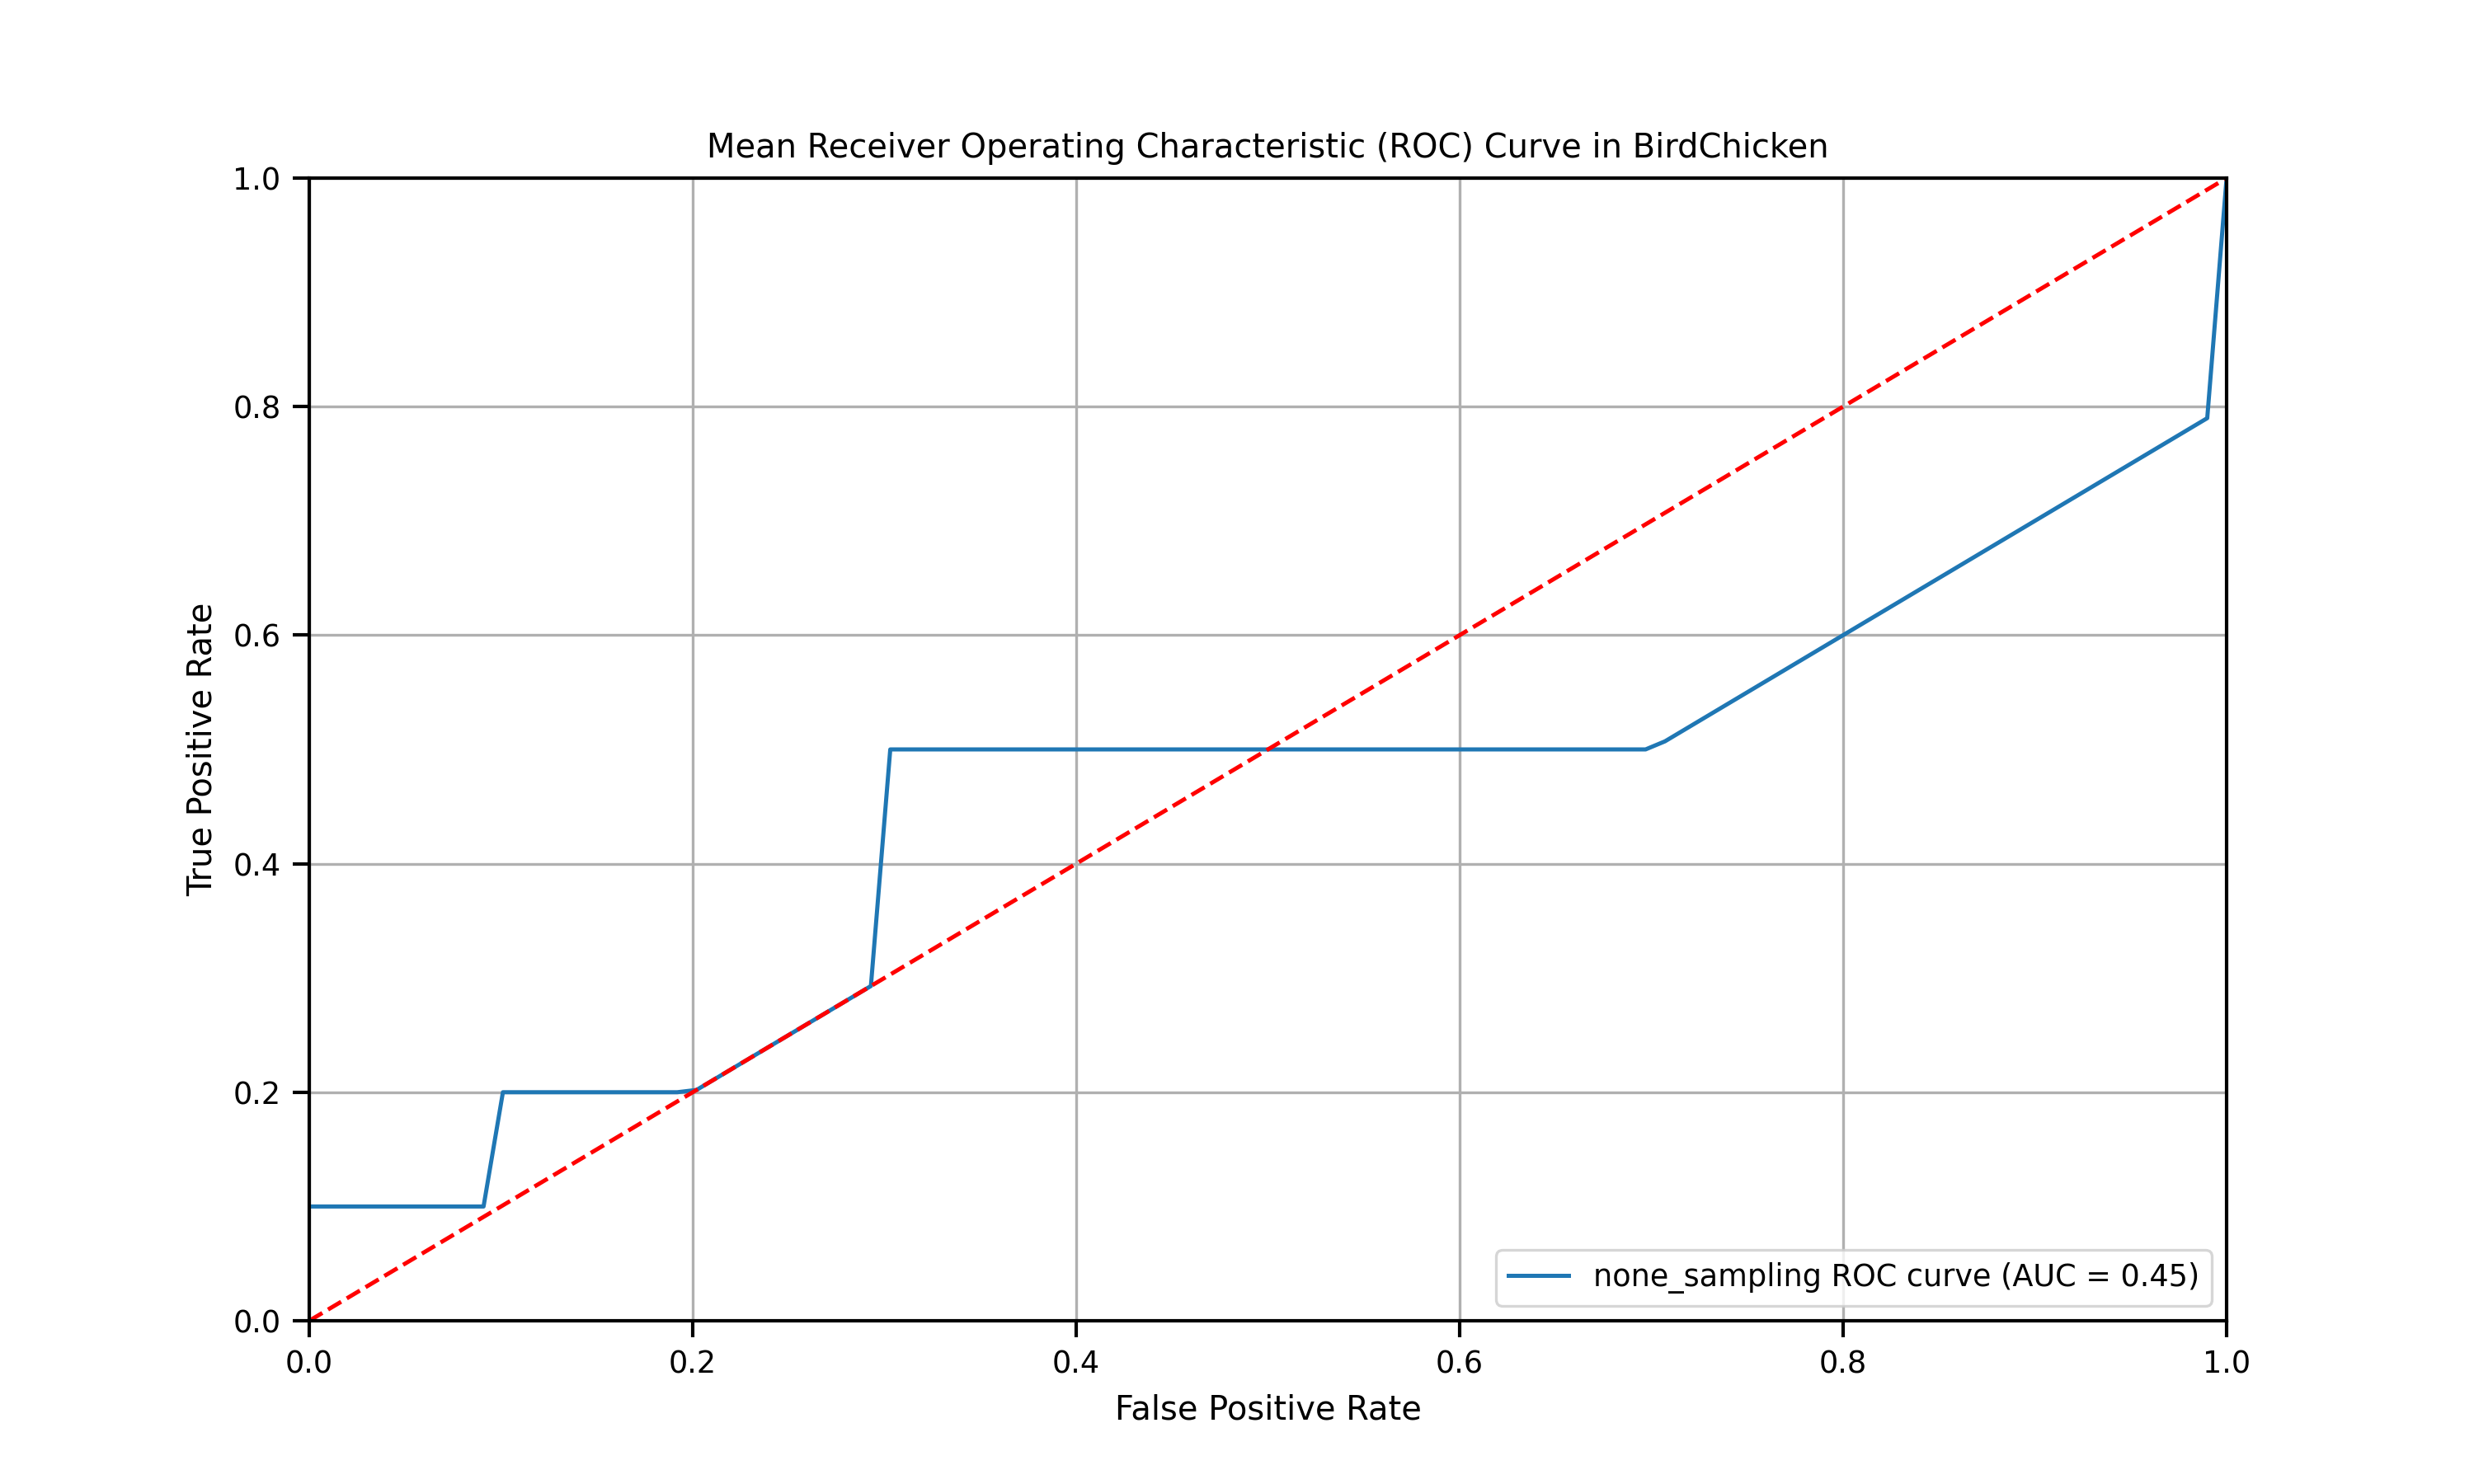 Mean Receiver Operating Characteristic (ROC) Curve in BirdChicken
1.0
0.8
0.6
0.4
0.2
0.0
True Positive Rate
none_sampling ROC curve (AUC = 0.45)
0.0 0.2 0.4 0.6 0.8 1.0
False Positive Rate